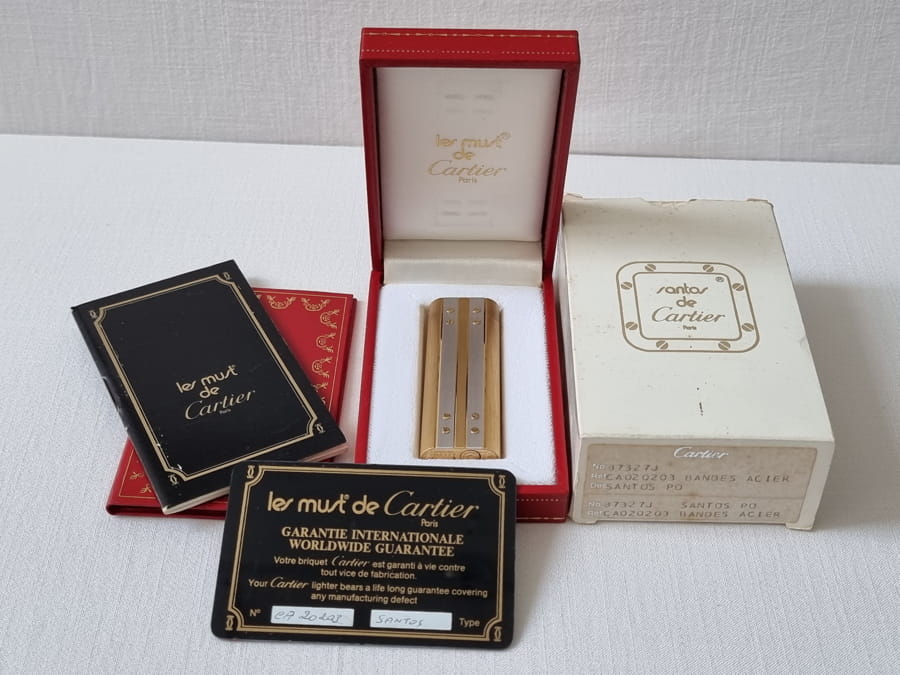 les must®
de
Cartier
Paris
santos
de
Cartier
Paris
les must
de
Cartier
Paris
Cartier
No 87327J
Ref CA020203 BANDES ACIER
Des SANTOS PO
No 87327J SANTOS PO
Ref CA020203 BANDES ACIER
les must de Cartier
Paris
GARANTIE INTERNATIONALE
WORLDWIDE GUARANTEE
Votre briquet Cartier est garanti à vie contre
tout vice de fabrication.
Your Cartier lighter bears a life long guarantee covering
any manufacturing defect
N° CA 20203 SANTOS Type